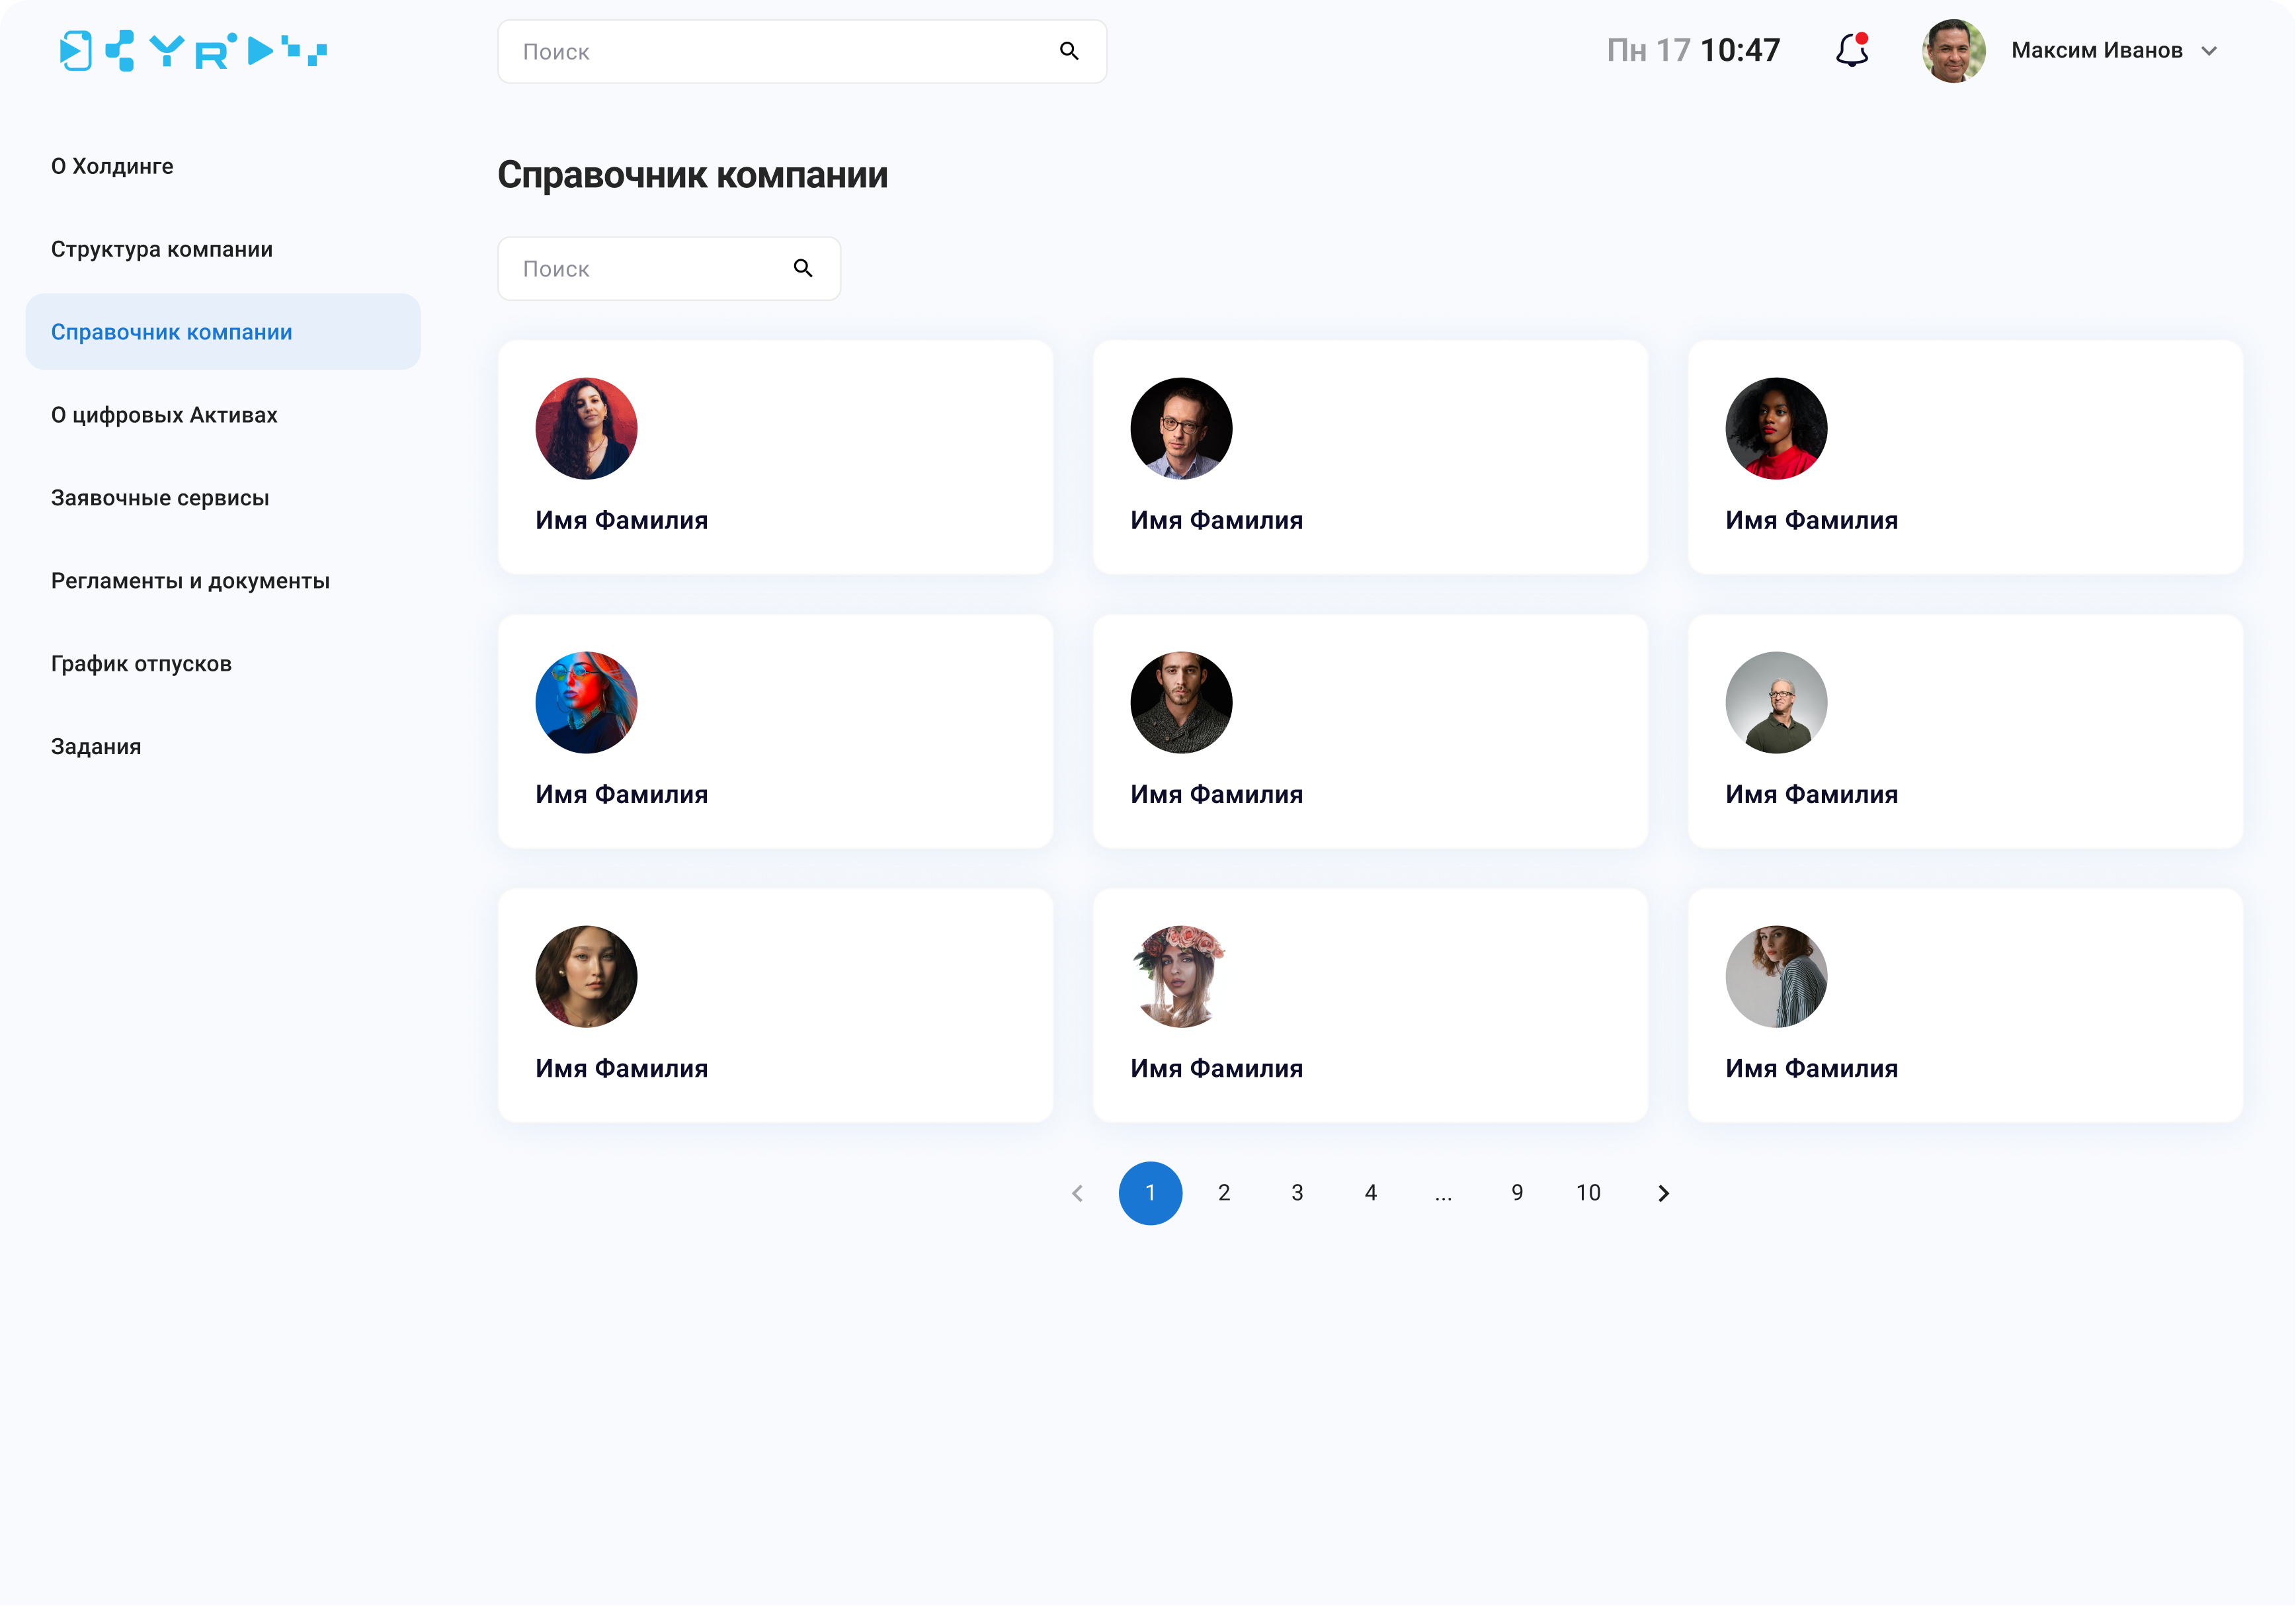 Поиск
Пн 17 10:47
Максим Иванов
О Холдинге
Структура компании
Справочник компании
О цифровых Активах
Заявочные сервисы
Регламенты и документы
График отпусков
Задания
Справочник компании
Поиск
Имя Фамилия
Имя Фамилия
Имя Фамилия
Имя Фамилия
Имя Фамилия
Имя Фамилия
Имя Фамилия
Имя Фамилия
Имя Фамилия
1 2 3 4 ... 9 10